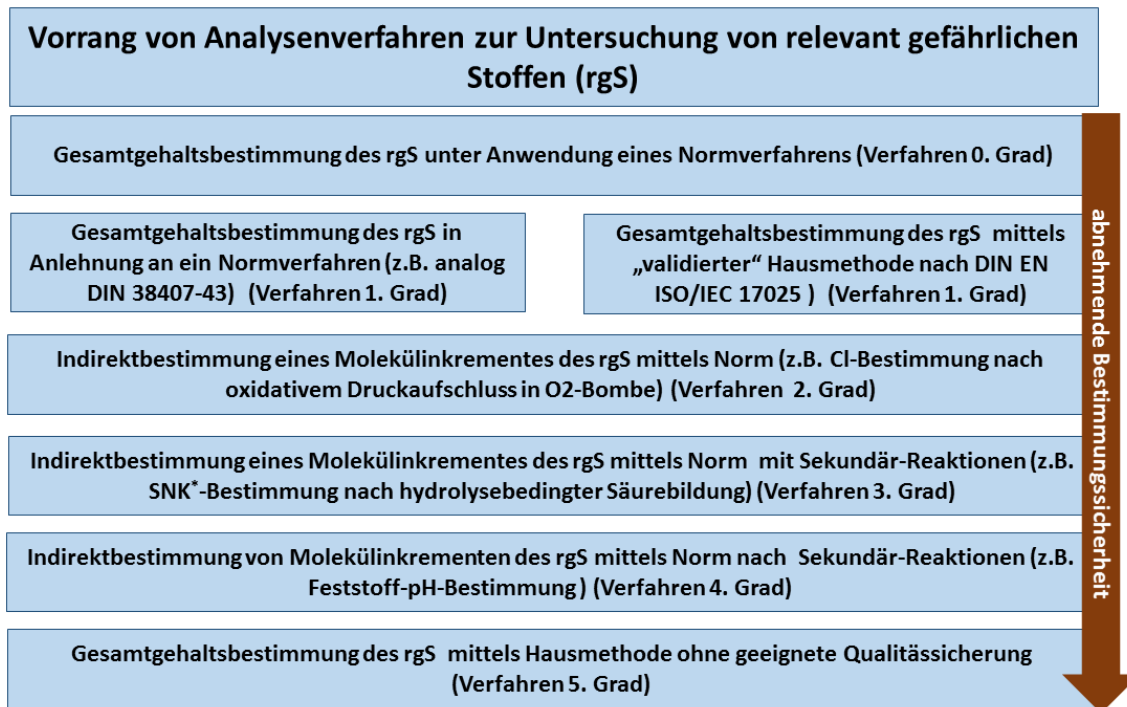 Vorrang von Analysenverfahren zur Untersuchung von relevant gefährlichen
Stoffen (rgS)
Gesamtgehaltsbestimmung des rgS unter Anwendung eines Normverfahrens (Verfahren 0. Grad)
Gesamtgehaltsbestimmung des rgS in
Anlehnung an ein Normverfahren (z.B. analog
DIN 38407-43) (Verfahren 1. Grad)
Gesamtgehaltsbestimmung des rgS mittels
„validierter“ Hausmethode nach DIN EN
ISO/IEC 17025 ) (Verfahren 1. Grad)
Indirektbestimmung eines Molekülinkrementes des rgS mittels Norm (z.B. Cl-Bestimmung nach
oxidativem Druckaufschluss in O2-Bombe) (Verfahren 2. Grad)
Indirektbestimmung eines Molekülinkrementes des rgS mittels Norm mit Sekundär-Reaktionen (z.B.
SNK*-Bestimmung nach hydrolysebedingter Säurebildung) (Verfahren 3. Grad)
Indirektbestimmung von Molekülinkrementen des rgS mittels Norm nach Sekundär-Reaktionen (z.B.
Feststoff-pH-Bestimmung ) (Verfahren 4. Grad)
Gesamtgehaltsbestimmung des rgS mittels Hausmethode ohne geeignete Qualitässicherung
(Verfahren 5. Grad)
abnehmende Bestimmungssicherheit